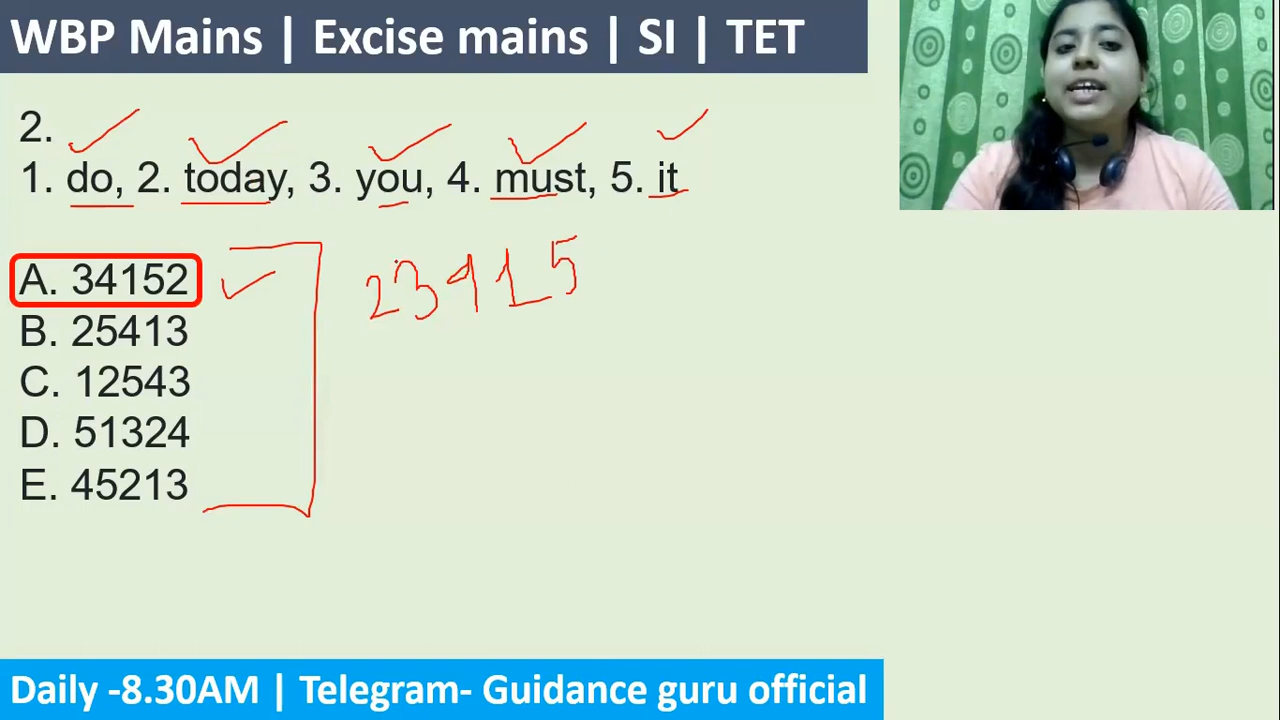 WBP Mains | Excise mains | SI | TET
2.
1. do, 2. today, 3. you, 4. must, 5. it
A. 34152
23415
B. 25413
C. 12543
D. 51324
E. 45213
Daily -8.30AM | Telegram- Guidance guru official